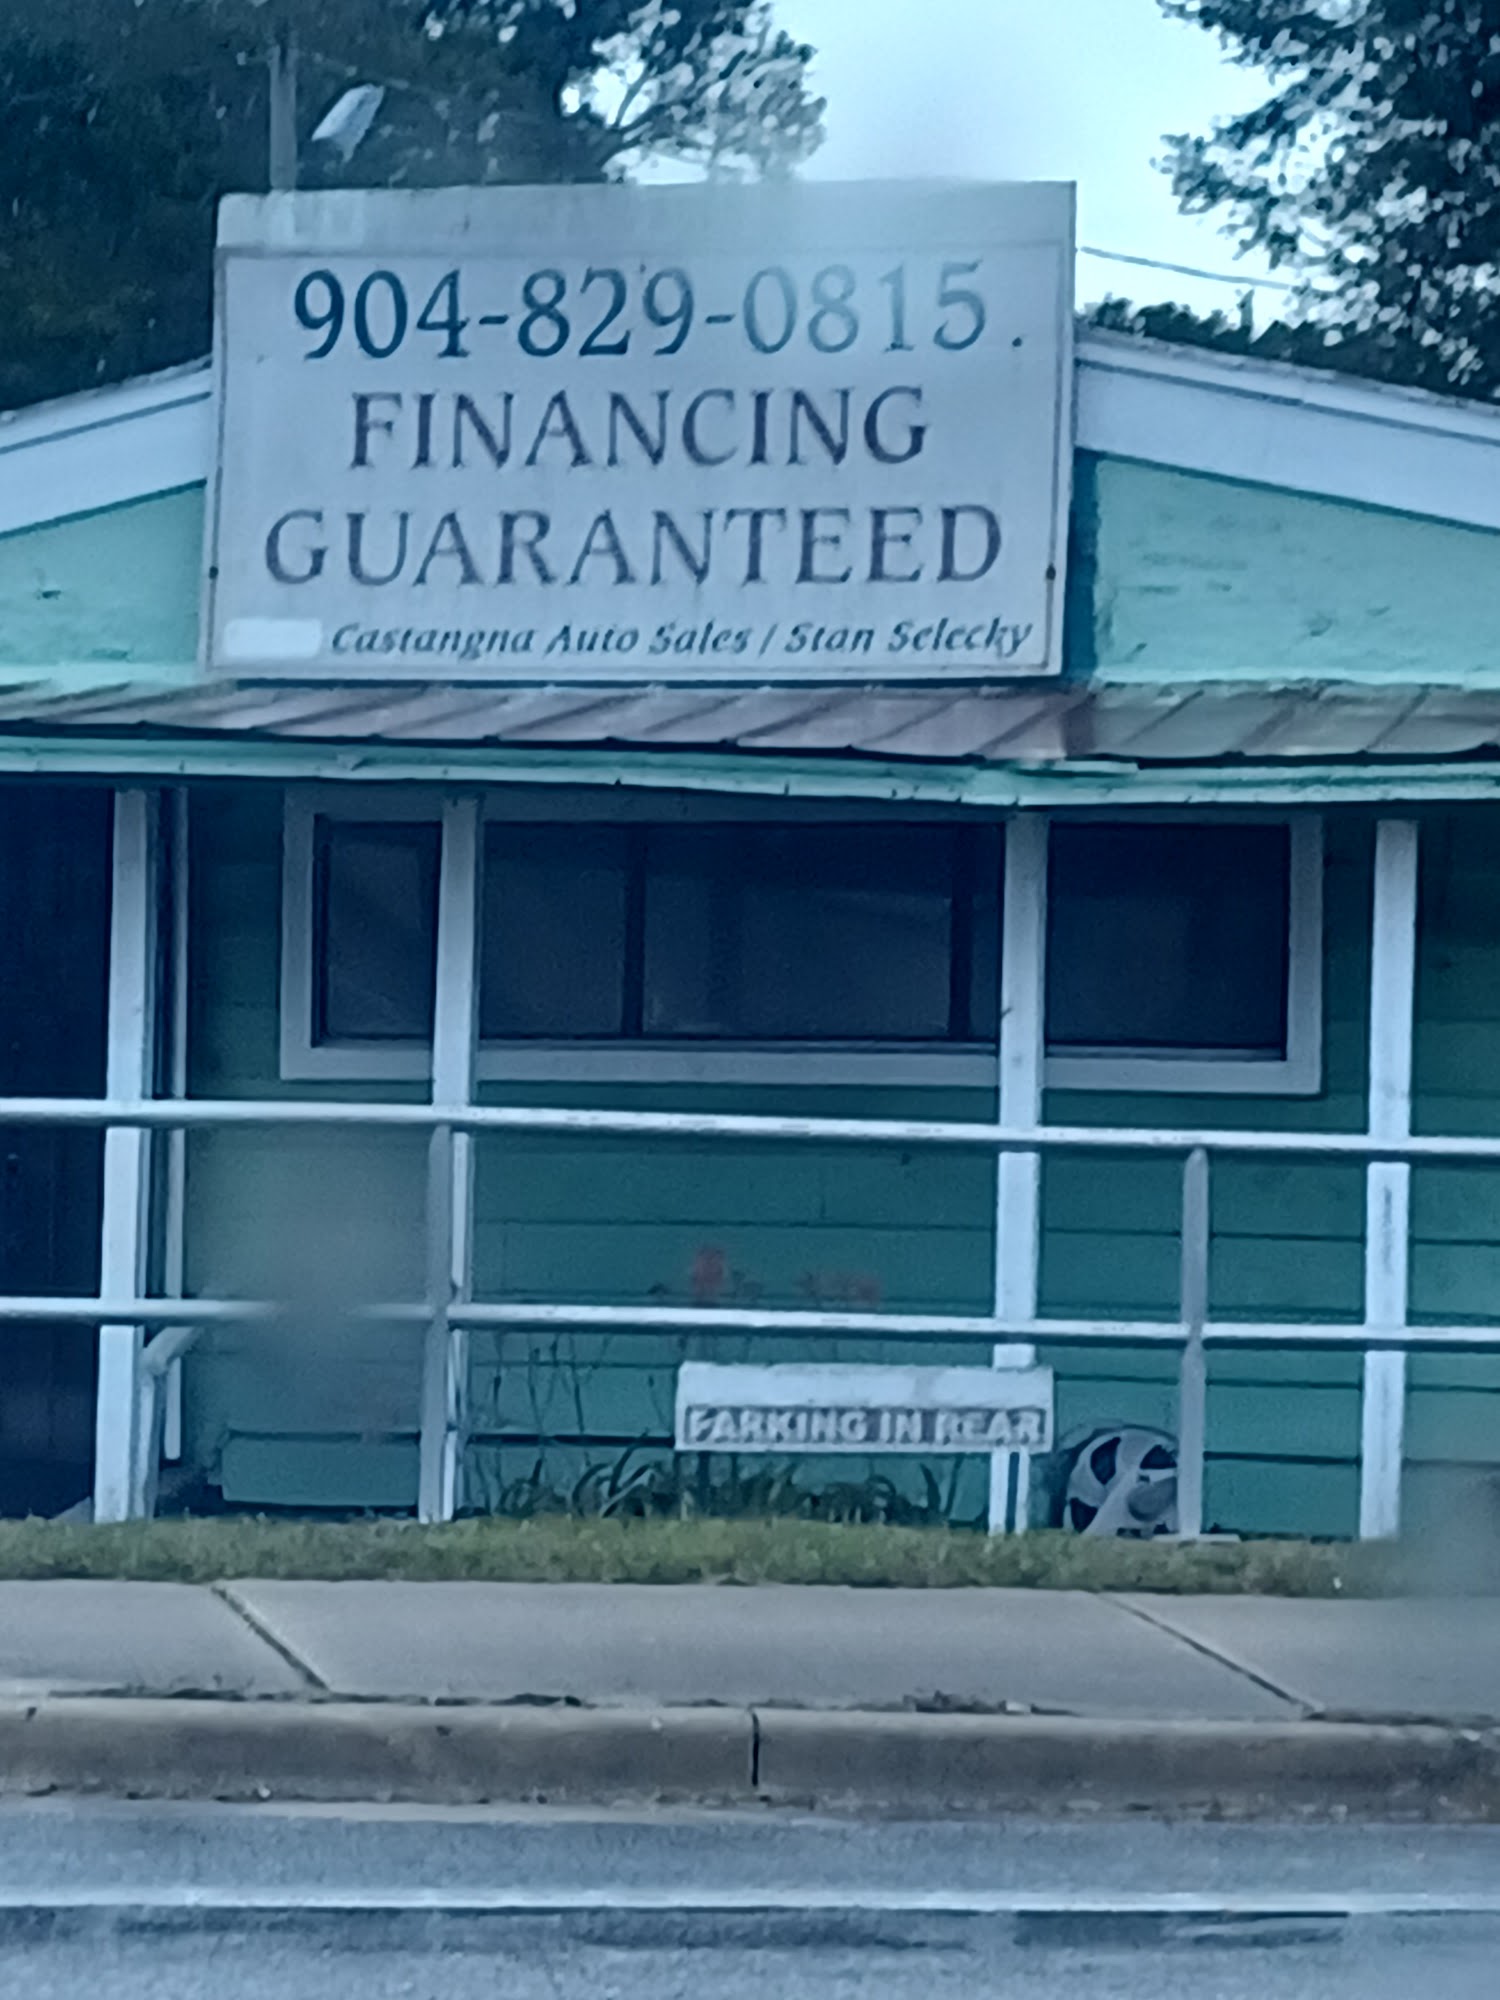 904-829-0815.
FINANCING
GUARANTEED
Castangna Auto Sales / Stan Selecky
PARKING IN REAR